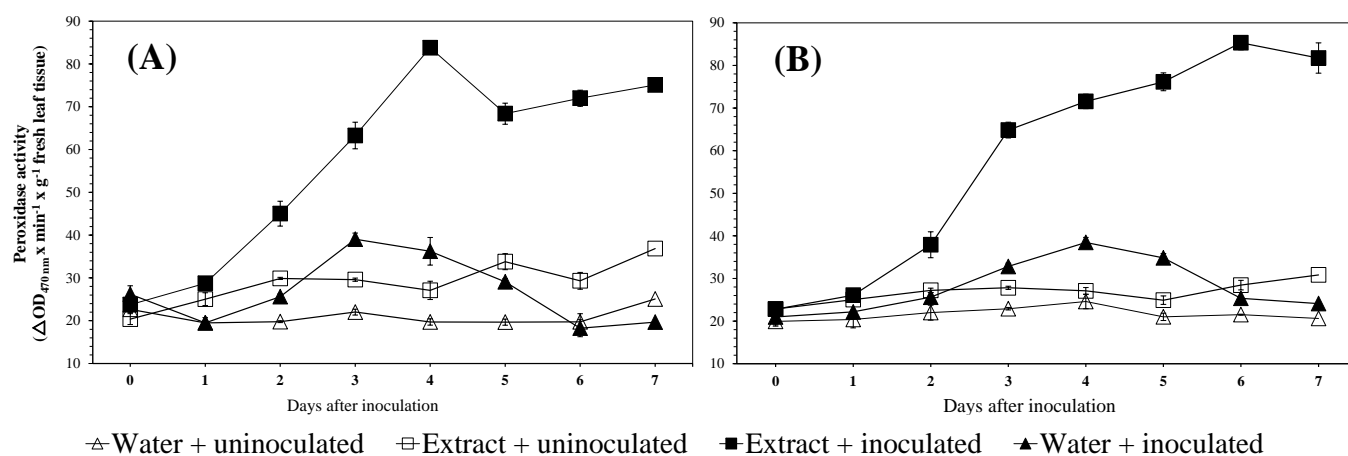 (A)
Peroxidase activity
(△OD470 nm x min-1 x g-1 fresh leaf tissue)
90
80
70
60
50
40
30
20
10
0 1 2 3 4 5 6 7
Days after inoculation
(B)
90
80
70
60
50
40
30
20
10
0 1 2 3 4 5 6 7
Days after inoculation
Water + uninoculated Extract + uninoculated Extract + inoculated Water + inoculated